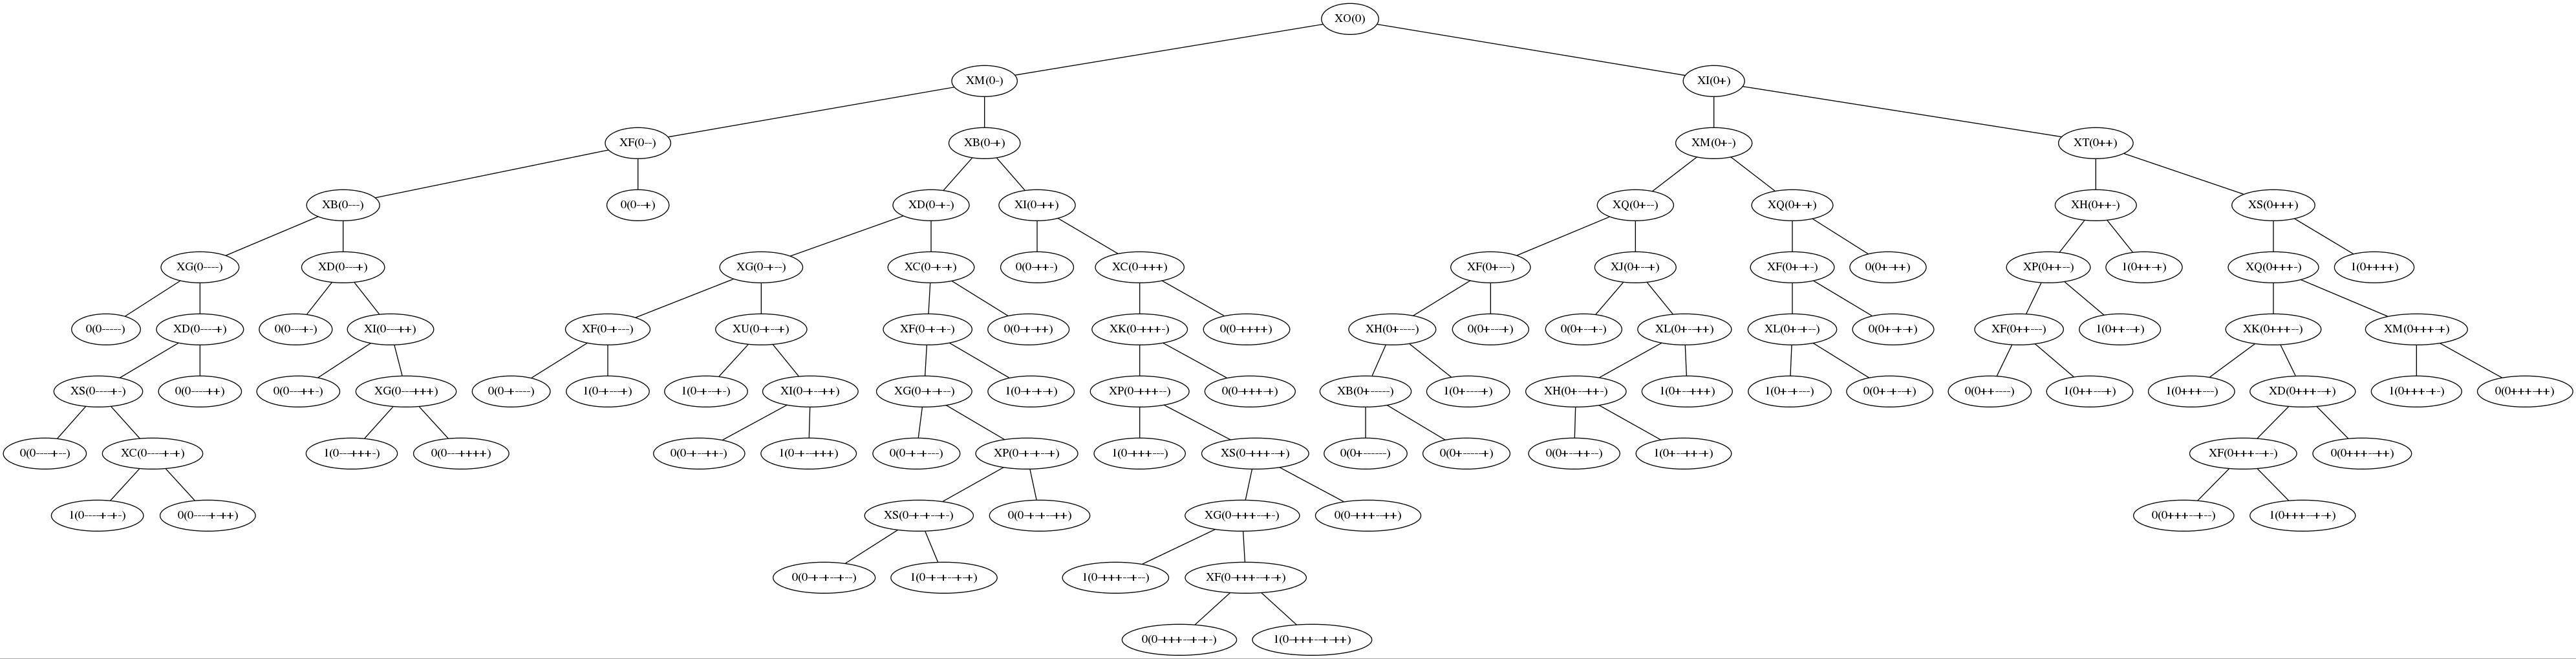 XO(0)
XM(0-) XI(0+)
XF(0--) XB(0-+) XM(0+-) XT(0++)
XB(0---) 0(0--+) XD(0-+-) XI(0-++) XQ(0+--) XQ(0+-+) XH(0++-) XS(0+++)
XG(0----) XD(0---+) XG(0-+--) XC(0-+-+) 0(0-++-) XC(0-+++) XF(0+---) XJ(0+--+) XF(0+-+-) 0(0+-++) XP(0++--) 1(0++-+) XQ(0+++-) 1(0++++)
0(0-----) XD(0----+) 0(0---+-) XI(0---++) XF(0-+---) XU(0-+--+) XF(0-+-+-) 0(0-+-++) XK(0-+++-) 0(0-++++) XH(0+----) 0(0+---+) 0(0+--+-) XL(0+--++) XL(0+-+--) 0(0+-+-+) XF(0++---) 1(0++--+) XK(0+++--) XM(0+++-+)
XS(0----+-) 0(0----++) 0(0---++-) XG(0---+++) 0(0-+----) 1(0-+---+) 1(0-+--+-) XI(0-+--++) XG(0-+-+--) 1(0-+-+-+) XP(0-+++--) 0(0-+++-+) XB(0+-----) 1(0+----+) XH(0+--++-) 1(0+--+++) 1(0+-+---) 0(0+-+--+) 0(0++----) 1(0++---+) 1(0+++---) XD(0+++--+) 1(0+++-+-) 0(0+++-++)
0(0----+--) XC(0----+-+) 1(0---+++-) 0(0---++++) 0(0-+--++-) 1(0-+--+++) 0(0-+-+---) XP(0-+-+--+) 1(0-+++---) XS(0-+++--+) 0(0+------) 0(0+-----+) 0(0+--++--) 1(0+--++-+) XF(0+++--+-) 0(0+++--++)
1(0----+-+-) 0(0----+-++) XS(0-+-+--+-) 0(0-+-+--++) XG(0-+++--+-) 0(0-+++--++) 0(0+++--+--) 1(0+++--+-+)
0(0-+-+--+--) 1(0-+-+--+-+) 1(0-+++--+--) XF(0-+++--+-+)
0(0-+++--+-+-) 1(0-+++--+-++)